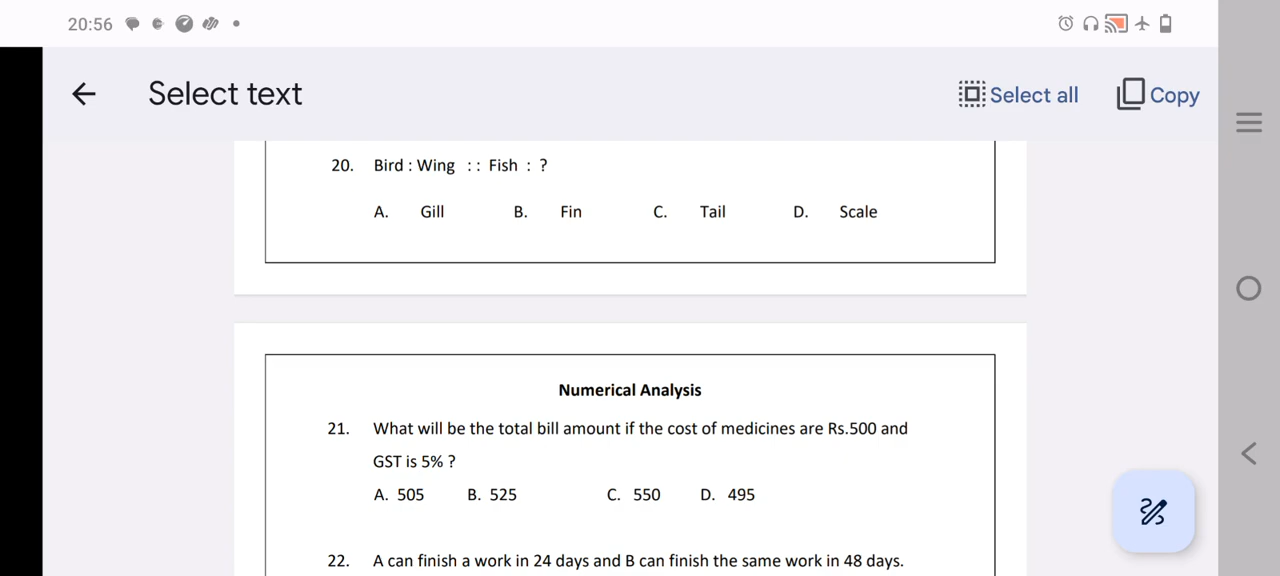 20:56
Select text
Select all
Copy
20. Bird : Wing :: Fish : ?
A. Gill B. Fin C. Tail D. Scale
Numerical Analysis
21. What will be the total bill amount if the cost of medicines are Rs.500 and
GST is 5% ?
A. 505 B. 525 C. 550 D. 495
22. A can finish a work in 24 days and B can finish the same work in 48 days.